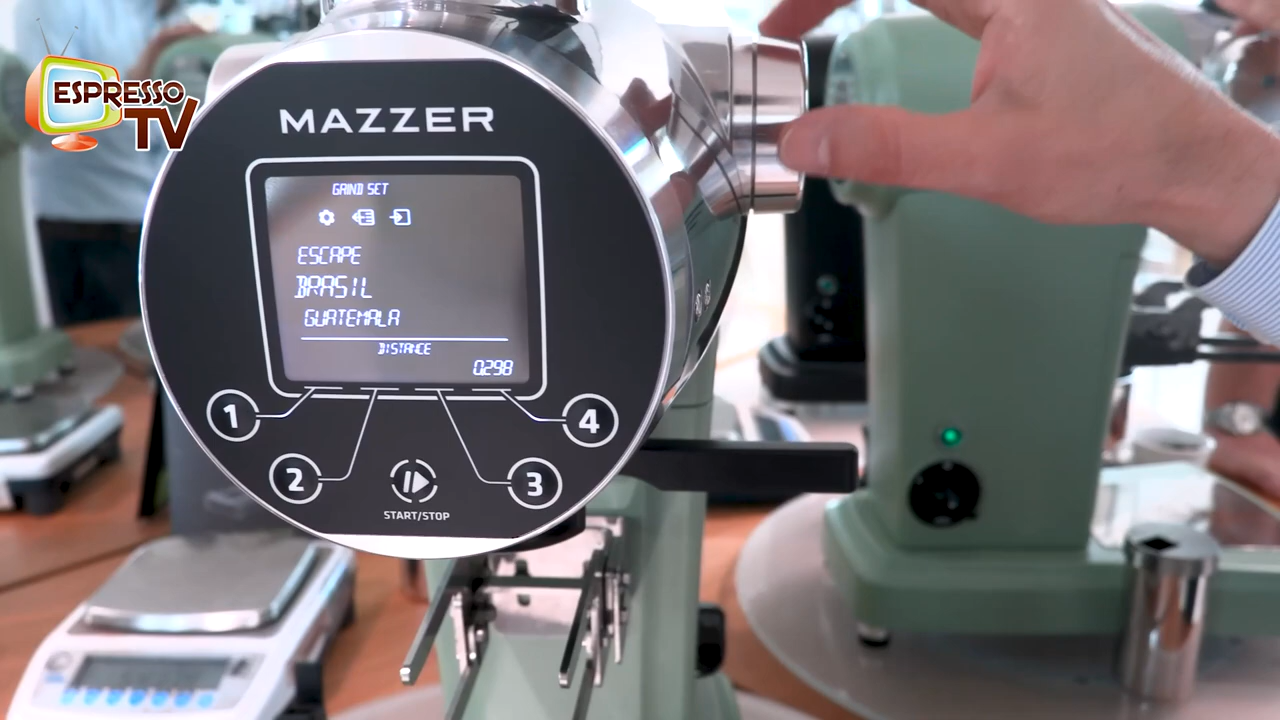 ESPRESSO
TV
MAZZER
GRIND SET
ESCAPE
BRASIL
GUATEMALA
DISTANCE
0298
1
4
2
3
START/STOP